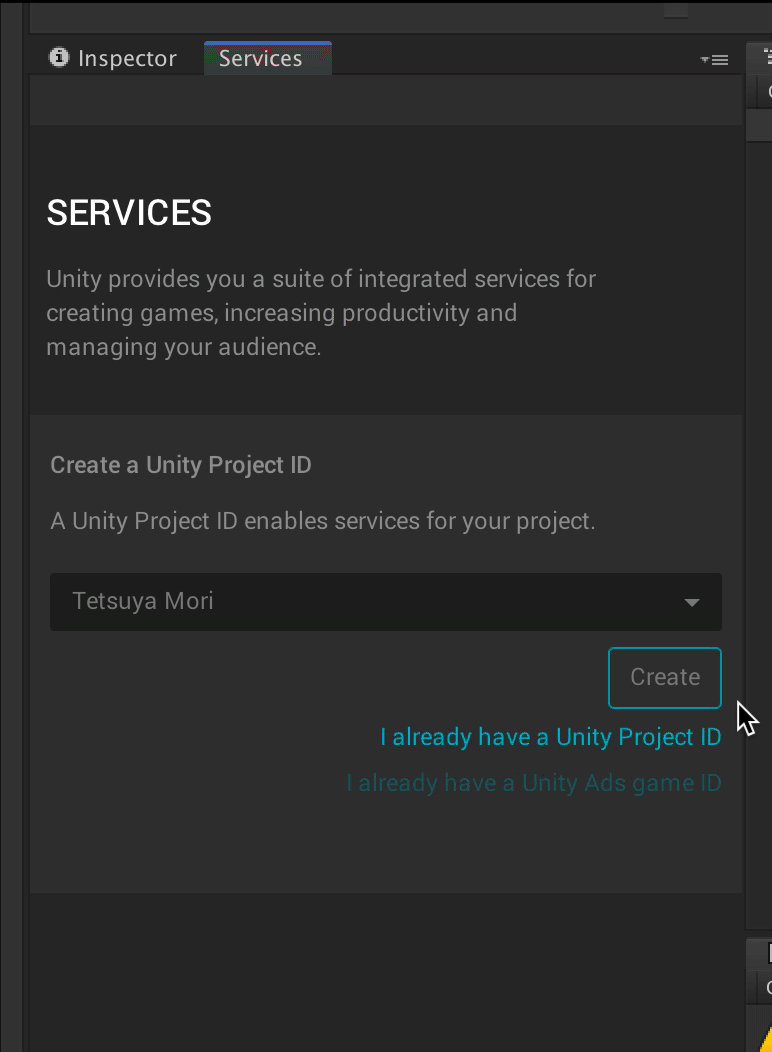 Inspector
Services
SERVICES
Unity provides you a suite of integrated services for
creating games, increasing productivity and
managing your audience.
Create a Unity Project ID
A Unity Project ID enables services for your project.
Tetsuya Mori
Create
I already have a Unity Project ID
I already have a Unity Ads game ID